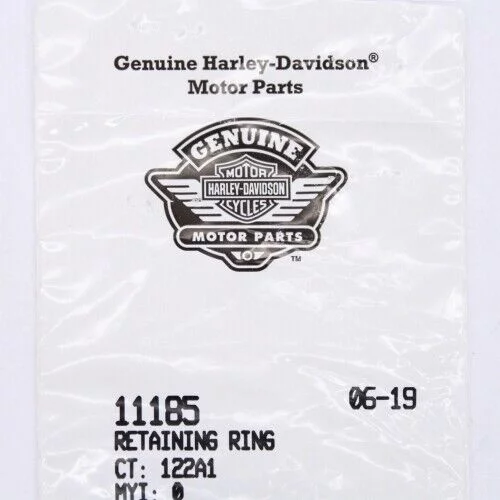 Genuine Harley-Davidson®
Motor Parts
GENUINE
MOTOR
HARLEY-DAVIDSON
CYCLES
MOTOR PARTS
TM
11185 06-19
RETAINING RING
CT: 122A1
MYI: 0